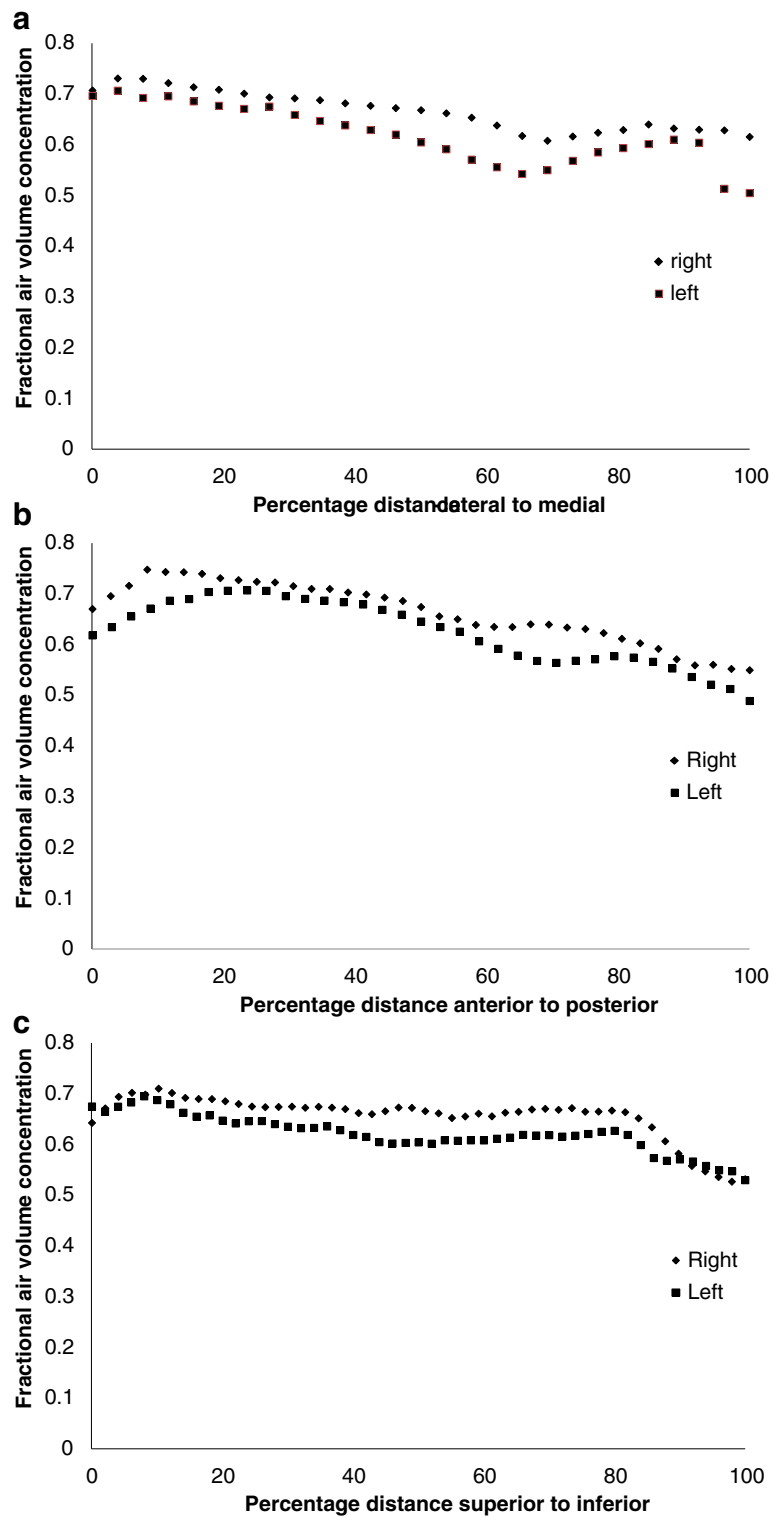 a
Fractional air volume concentration
0.8
0.7
0.6
0.5
0.4
0.3
0.2
0.1
0
0 20 40 60 80 100
right
left
Percentage distance lateral to medial
b
Fractional air volume concentration
0.8
0.7
0.6
0.5
0.4
0.3
0.2
0.1
0
0 20 40 60 80 100
Right
Left
Percentage distance anterior to posterior
c
Fractional air volume concentration
0.8
0.7
0.6
0.5
0.4
0.3
0.2
0.1
0
0 20 40 60 80 100
Right
Left
Percentage distance superior to inferior